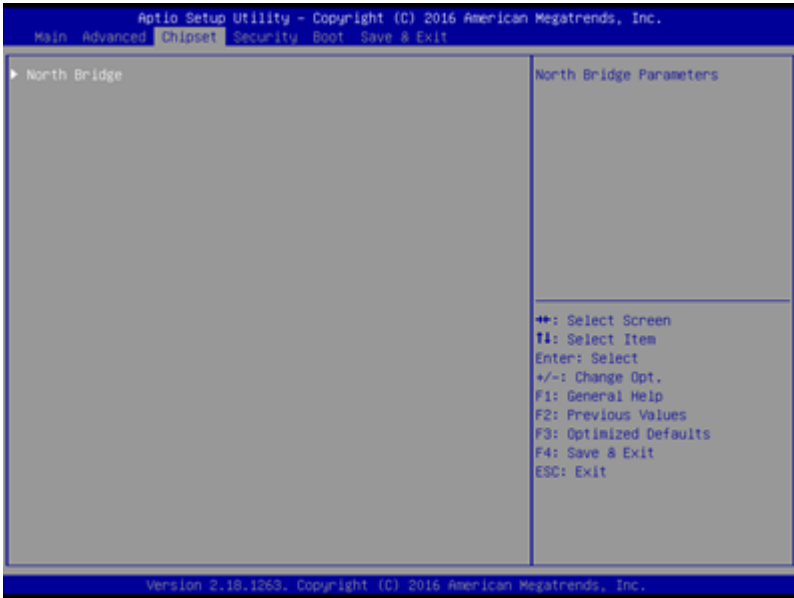 Aptio Setup Utility – Copyright (C) 2016 American Megatrends, Inc.
Main Advanced Chipset Security Boot Save & Exit
North Bridge
North Bridge Parameters
→←: Select Screen
↑↓: Select Item
Enter: Select
+/-: Change Opt.
F1: General Help
F2: Previous Values
F3: Optimized Defaults
F4: Save & Exit
ESC: Exit
Version 2.18.1263. Copyright (C) 2016 American Megatrends, Inc.